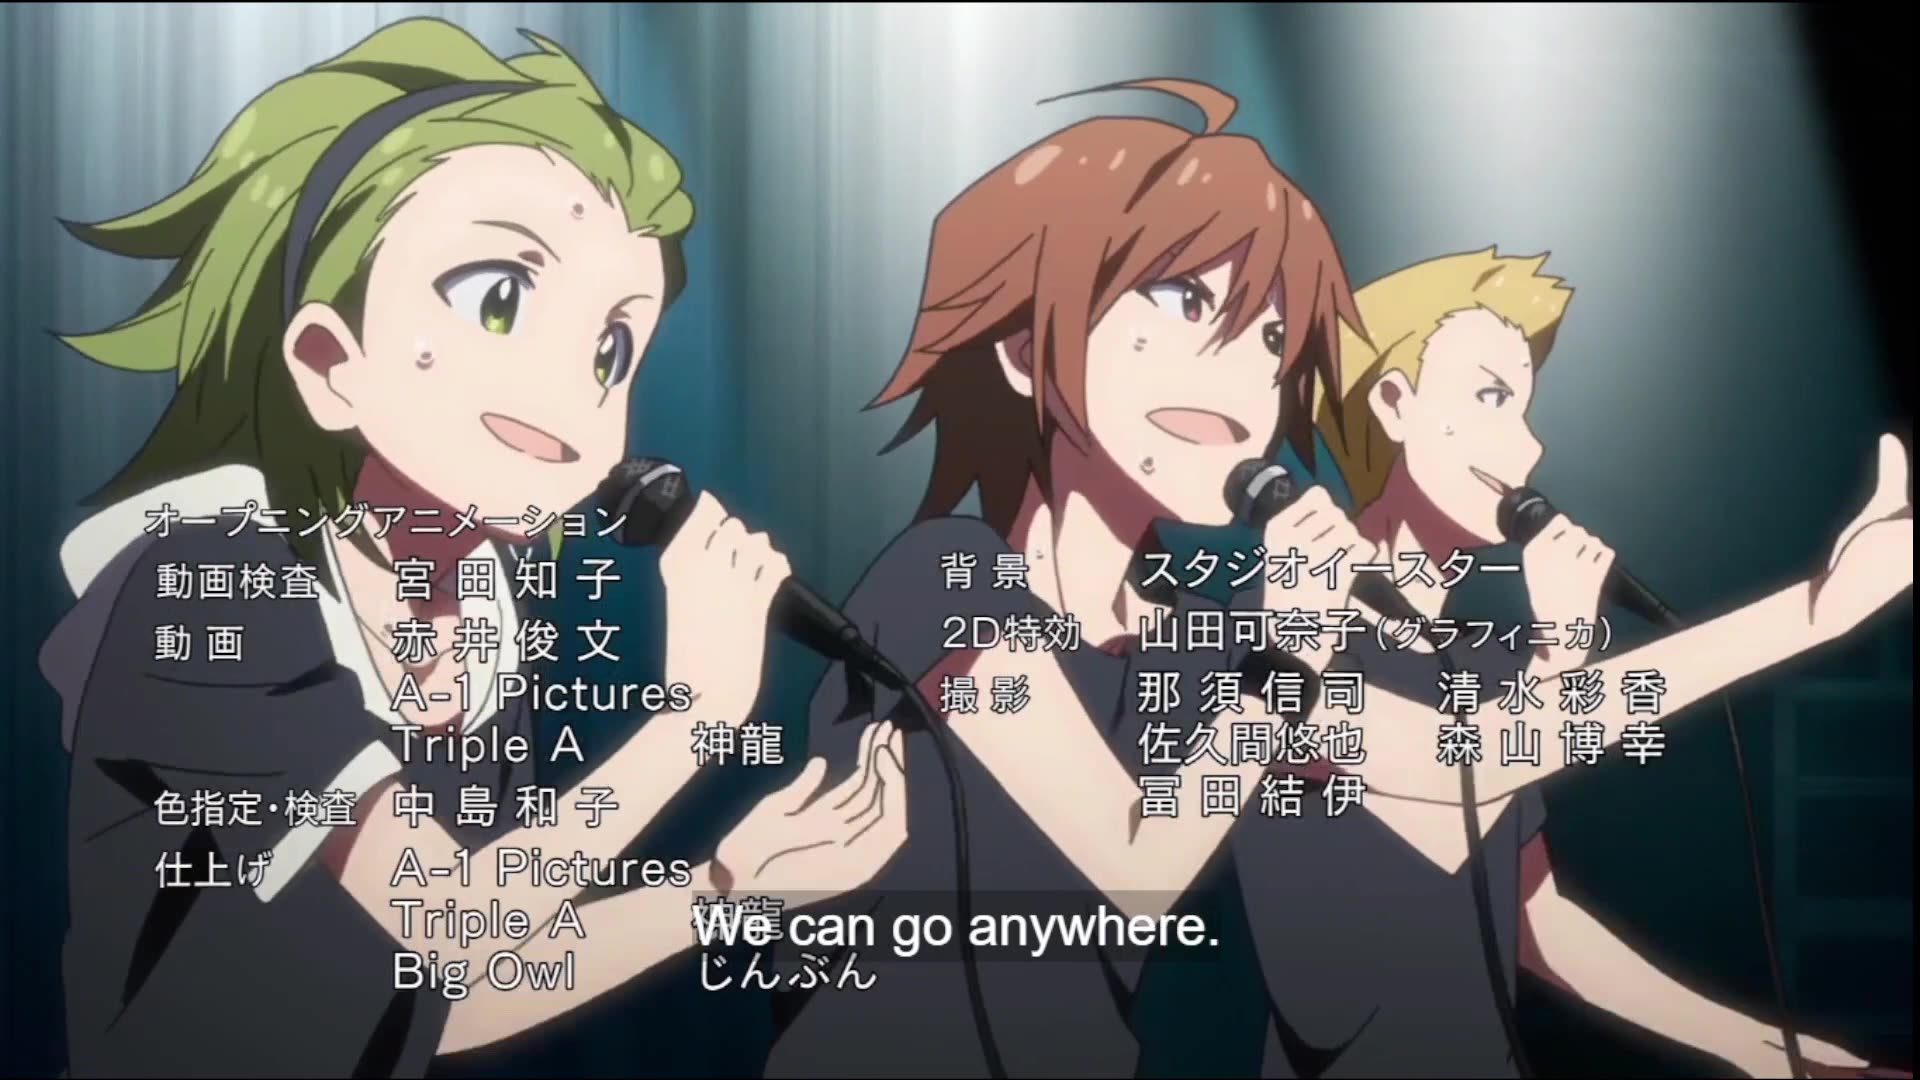 オープニングアニメーション
動画検査 宮田知子
動画 赤井俊文
A-1 Pictures
Triple A 神龍
色指定・検査 中島和子
仕上げ A-1 Pictures
Triple A 神龍
Big Owl じんぶん
背景 スタジオイースター
2D特効 山田可奈子(グラフィニカ)
撮影 那須信司 清水彩香
佐久間悠也 森山博幸
冨田結伊
We can go anywhere.